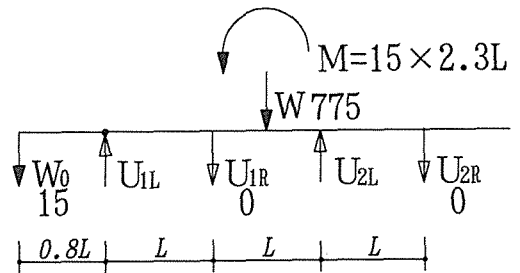 M=15×2.3L
W 775
W0 U1L U1R U2L U2R
15 0 0
0.8L L L L